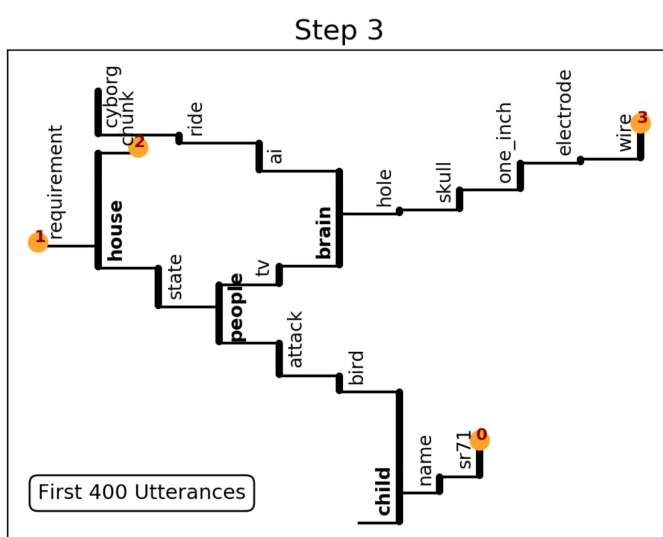 Step 3
cyborg
chunk
2
ride
ai
requirement
1
house
state
people
tv
brain
hole
skull
one_inch
electrode
wire
3
attack
bird
child
name
sr71
0
First 400 Utterances